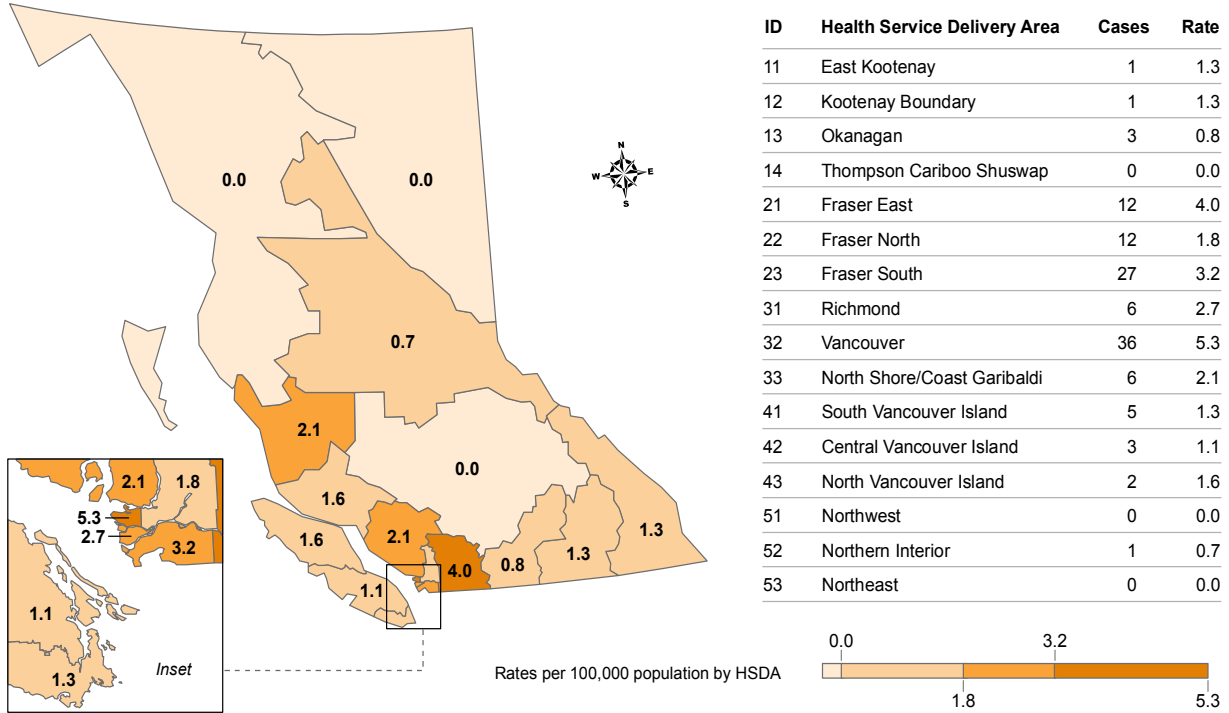 0.0
0.0
0.7
2.1
0.0
1.6
1.6
2.1
4.0
0.8
1.3
1.3
1.1
N
W E
S
2.1
1.8
5.3
2.7
3.2
1.1
1.3
Inset
ID Health Service Delivery Area Cases Rate
11 East Kootenay 1 1.3
12 Kootenay Boundary 1 1.3
13 Okanagan 3 0.8
14 Thompson Cariboo Shuswap 0 0.0
21 Fraser East 12 4.0
22 Fraser North 12 1.8
23 Fraser South 27 3.2
31 Richmond 6 2.7
32 Vancouver 36 5.3
33 North Shore/Coast Garibaldi 6 2.1
41 South Vancouver Island 5 1.3
42 Central Vancouver Island 3 1.1
43 North Vancouver Island 2 1.6
51 Northwest 0 0.0
52 Northern Interior 1 0.7
53 Northeast 0 0.0
Rates per 100,000 population by HSDA
0.0 3.2
1.8 5.3